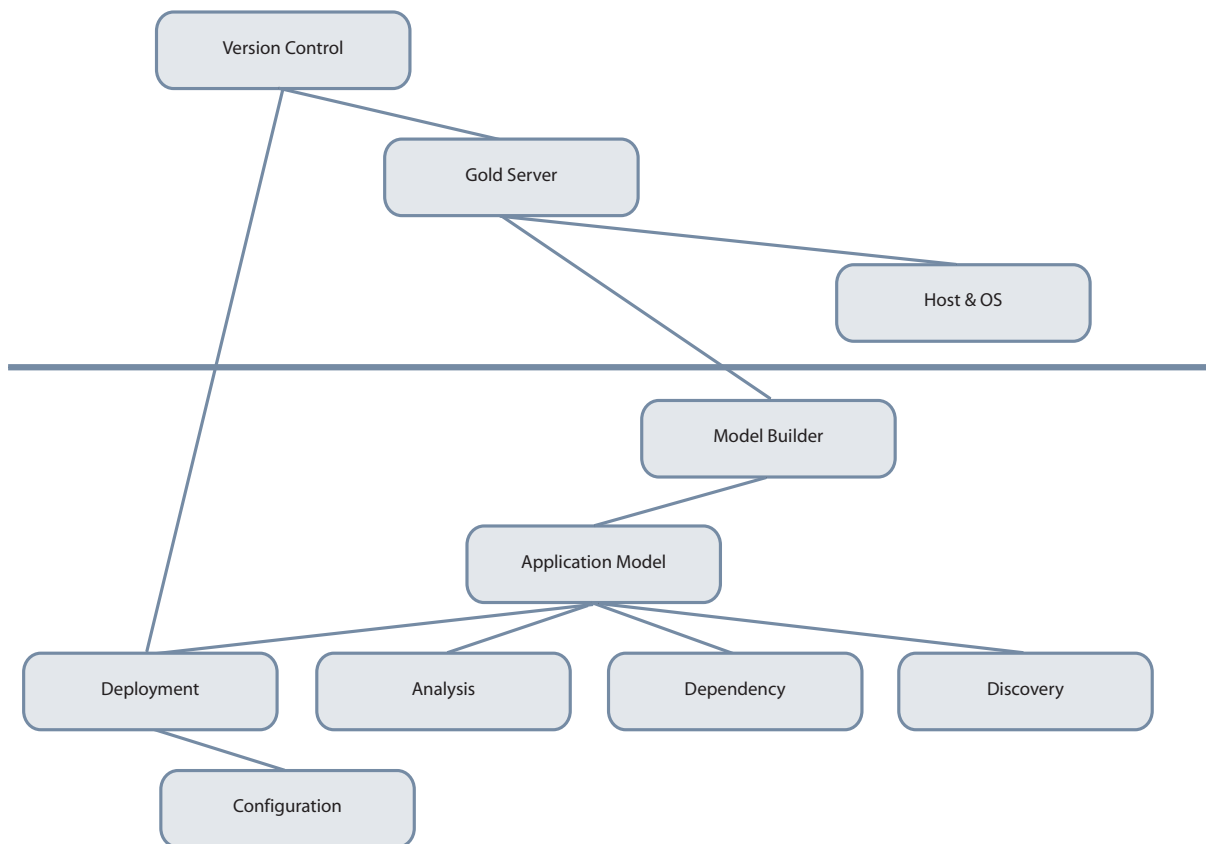 Version Control
Gold Server
Host & OS
Model Builder
Application Model
Deployment
Analysis
Dependency
Discovery
Configuration